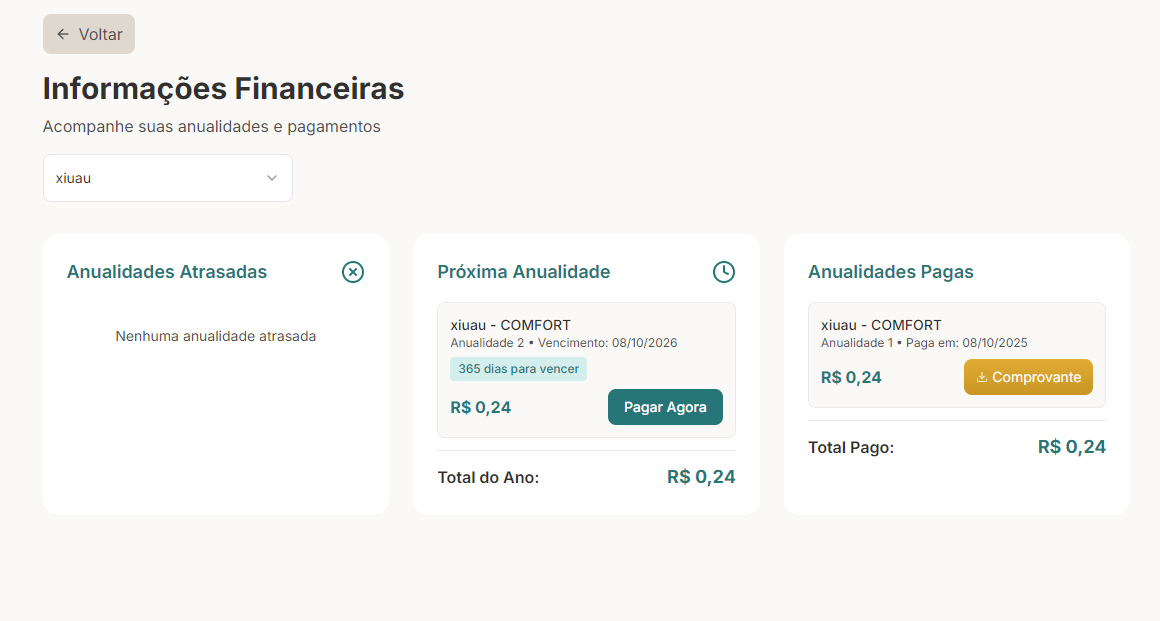 Voltar
Informações Financeiras
Acompanhe suas anualidades e pagamentos
xiuau
Anualidades Atrasadas
Nenhuma anualidade atrasada
Próxima Anualidade
xiuau - COMFORT
Anualidade 2 • Vencimento: 08/10/2026
365 dias para vencer
R$ 0,24
Pagar Agora
Total do Ano:
R$ 0,24
Anualidades Pagas
xiuau - COMFORT
Anualidade 1 • Paga em: 08/10/2025
R$ 0,24
Comprovante
Total Pago:
R$ 0,24